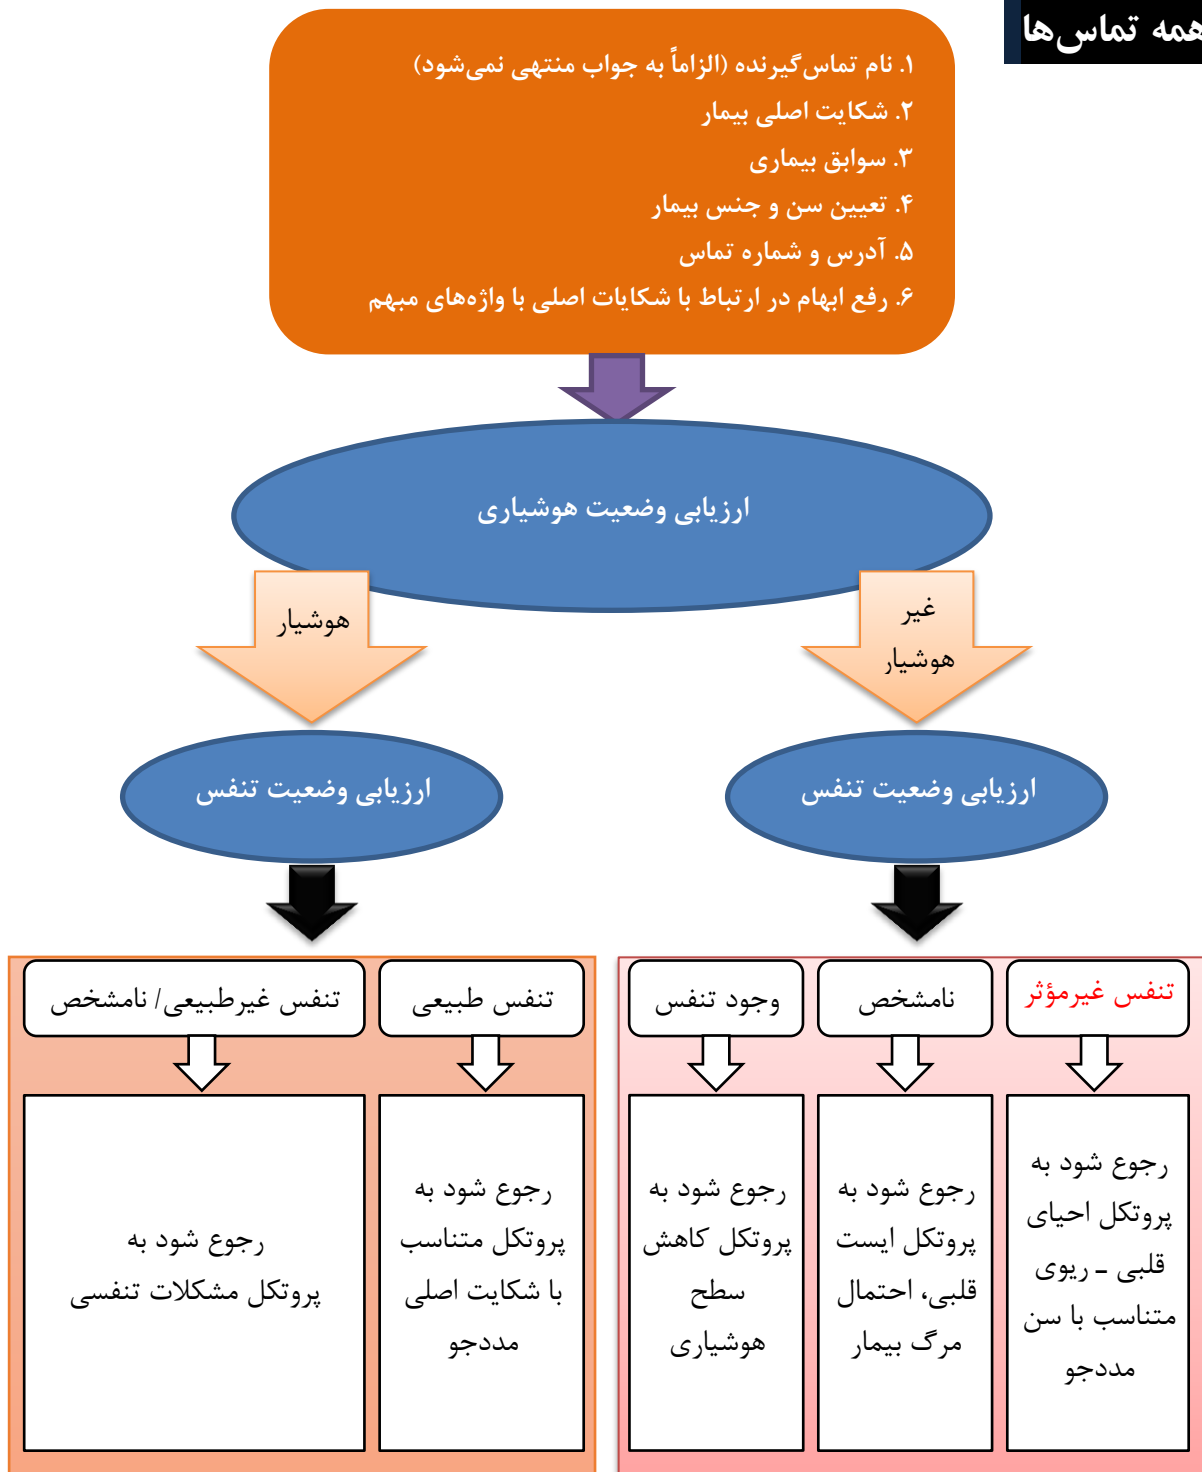 همه تماس‌ها
۱. نام تماس‌گیرنده (الزاماً به جواب منتهی نمی‌شود)
۲. شکایت اصلی بیمار
۳. سوابق بیماری
۴. تعیین سن و جنس بیمار
۵. آدرس و شماره تماس
۶. رفع ابهام در ارتباط با شکایات اصلی با واژه‌های مبهم
ارزیابی وضعیت هوشیاری
غیر
هوشیار
هوشیار
ارزیابی وضعیت تنفس
ارزیابی وضعیت تنفس
تنفس غیرمؤثر
نامشخص
وجود تنفس
تنفس طبیعی
تنفس غیرطبیعی/ نامشخص
رجوع شود به
پروتکل احیای
قلبی ـ ریوی
متناسب با سن
مددجو
رجوع شود به
پروتکل ایست
قلبی، احتمال
مرگ بیمار
رجوع شود به
پروتکل کاهش
سطح
هوشیاری
رجوع شود به
پروتکل متناسب
با شکایت اصلی
مددجو
رجوع شود به
پروتکل مشکلات تنفسی